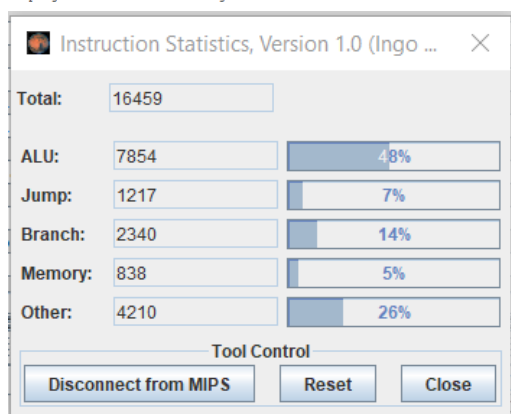 Instruction Statistics, Version 1.0 (Ingo ...
Total: 16459
ALU: 7854 48%
Jump: 1217 7%
Branch: 2340 14%
Memory: 838 5%
Other: 4210 26%
Tool Control
Disconnect from MIPS Reset Close